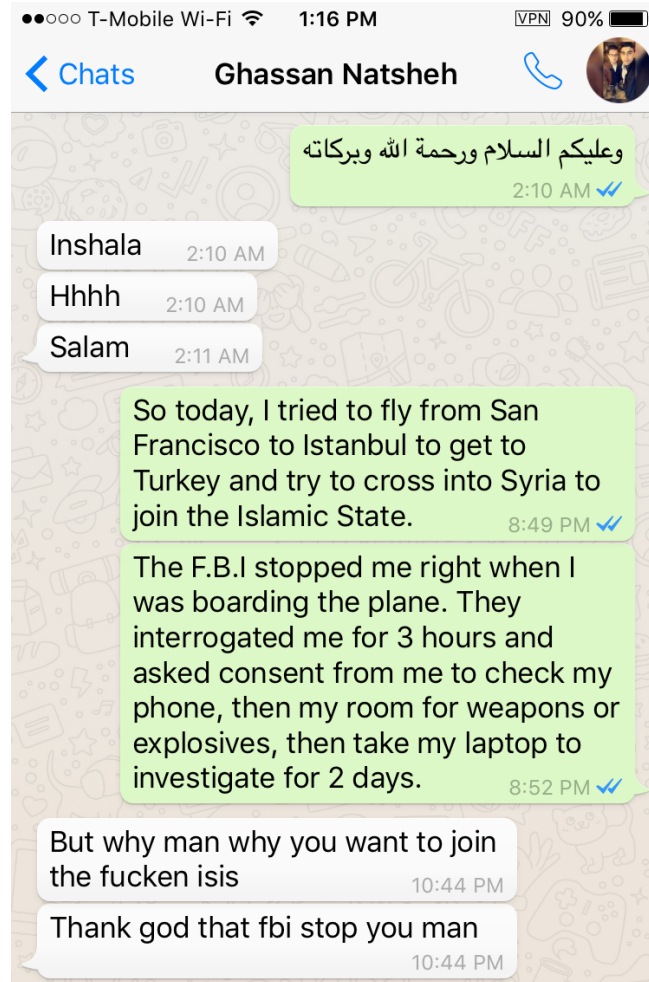 T-Mobile Wi-Fi 1:16 PM VPN 90%
Chats Ghassan Natsheh
وعليكم السلام ورحمة الله وبركاته
2:10 AM
Inshala 2:10 AM
Hhhh 2:10 AM
Salam 2:11 AM
So today, I tried to fly from San
Francisco to Istanbul to get to
Turkey and try to cross into Syria to
join the Islamic State. 8:49 PM
The F.B.I stopped me right when I
was boarding the plane. They
interrogated me for 3 hours and
asked consent from me to check my
phone, then my room for weapons or
explosives, then take my laptop to
investigate for 2 days. 8:52 PM
But why man why you want to join
the fucken isis 10:44 PM
Thank god that fbi stop you man
10:44 PM